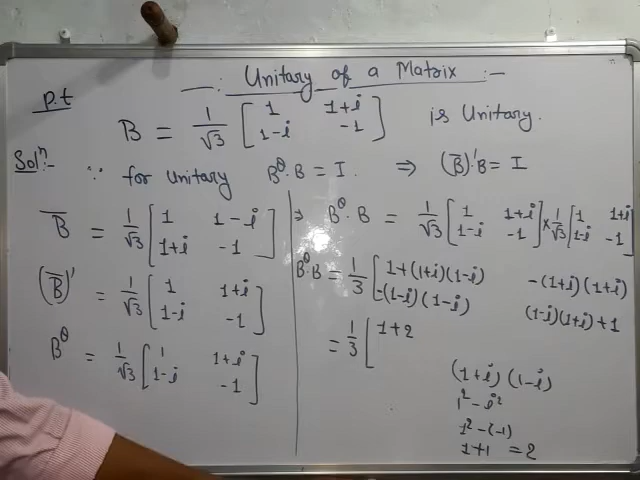 —: Unitary of a Matrix :—
p.t B = 1/√3 [1 1+i; 1-i -1] is Unitary.
Solⁿ:- ∵ for unitary B^θ. B = I. ⇒ (B̅)'. B = I
B̅ = 1/√3 [1 1-i; 1+i -1]
(B̅)' = 1/√3 [1 1+i; 1-i -1]
B^θ = 1/√3 [1 1+i; 1-i -1]
⇒ B^θ. B = 1/√3 [1 1+i; 1-i -1] × 1/√3 [1 1+i; 1-i -1]
B^θ. B = 1/3 [1+(1+i)(1-i) -(1+i)(1+i); -(1-i)(1-i) (1-i)(1+i)+1
= 1/3 [1+2
(1+i)(1-i)
1² - i²
1² - (-1)
1+1 = 2